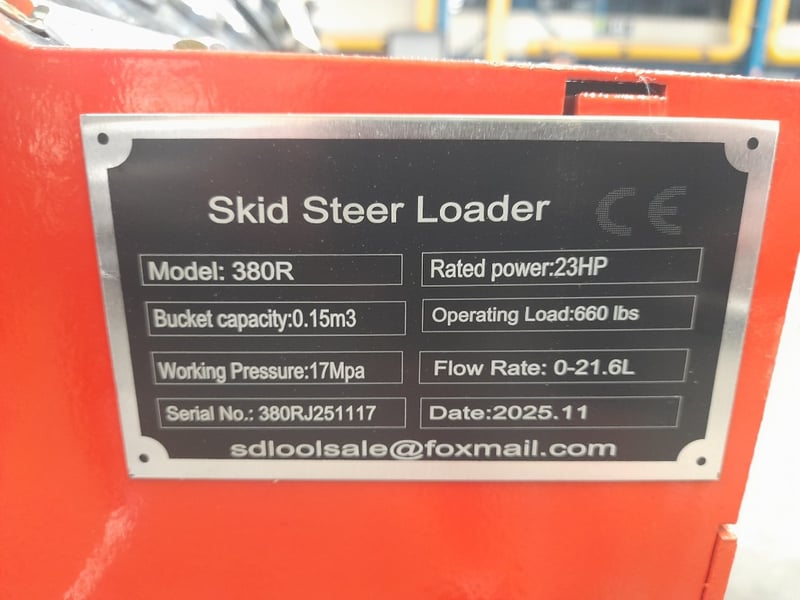 Skid Steer Loader CE
Model: 380R
Rated power:23HP
Bucket capacity:0.15m3
Operating Load:660 lbs
Working Pressure:17Mpa
Flow Rate: 0-21.6L
Serial No.: 380RJ251117
Date:2025.11
sdloolsale@foxmail.com